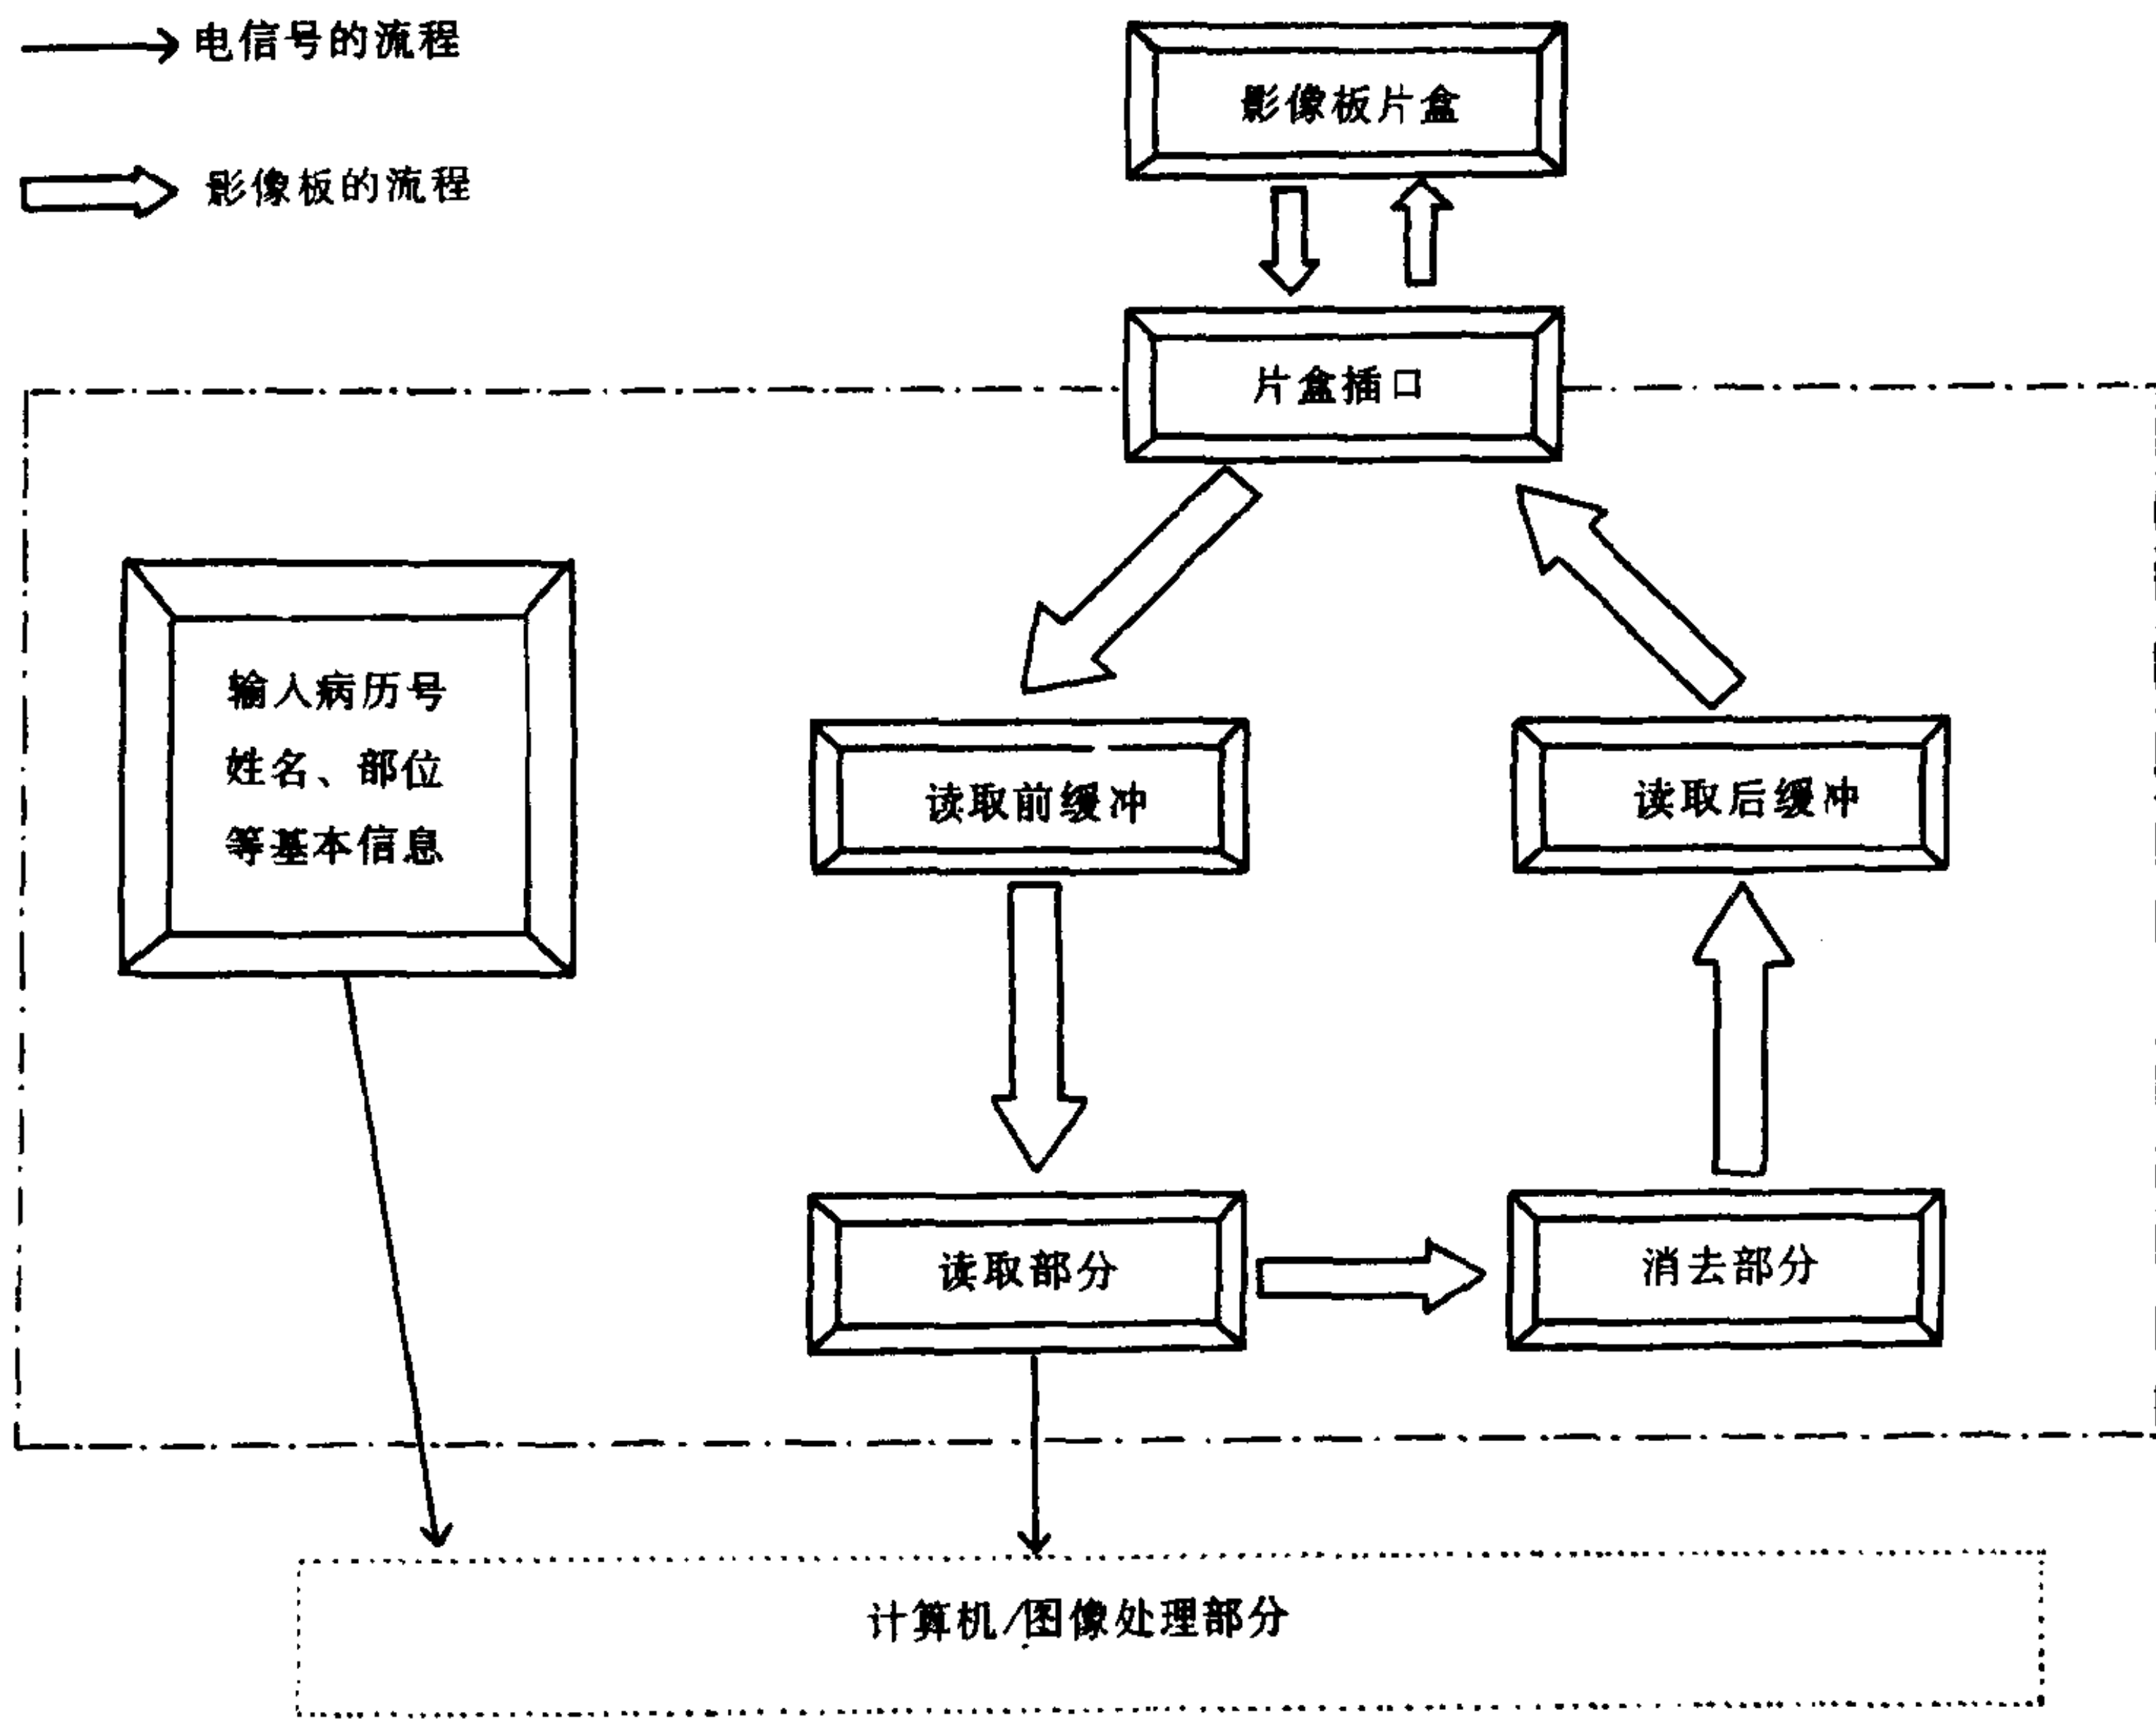 电信号的流程
影像板的流程
影像板片盒
片盒插口
输入病历号
姓名、部位
等基本信息
读取前缓冲
读取后缓冲
读取部分
消去部分
计算机/图像处理部分